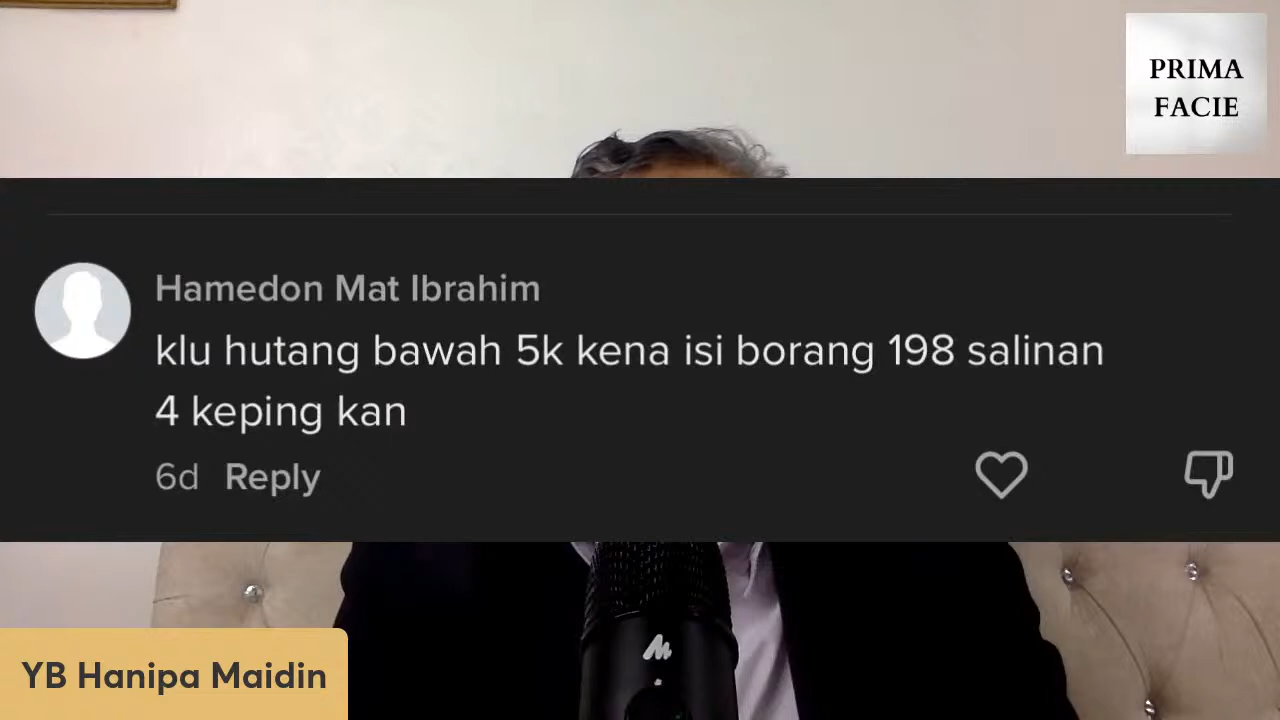 PRIMA
FACIE
Hamedon Mat Ibrahim
klu hutang bawah 5k kena isi borang 198 salinan
4 keping kan
6d Reply
YB Hanipa Maidin